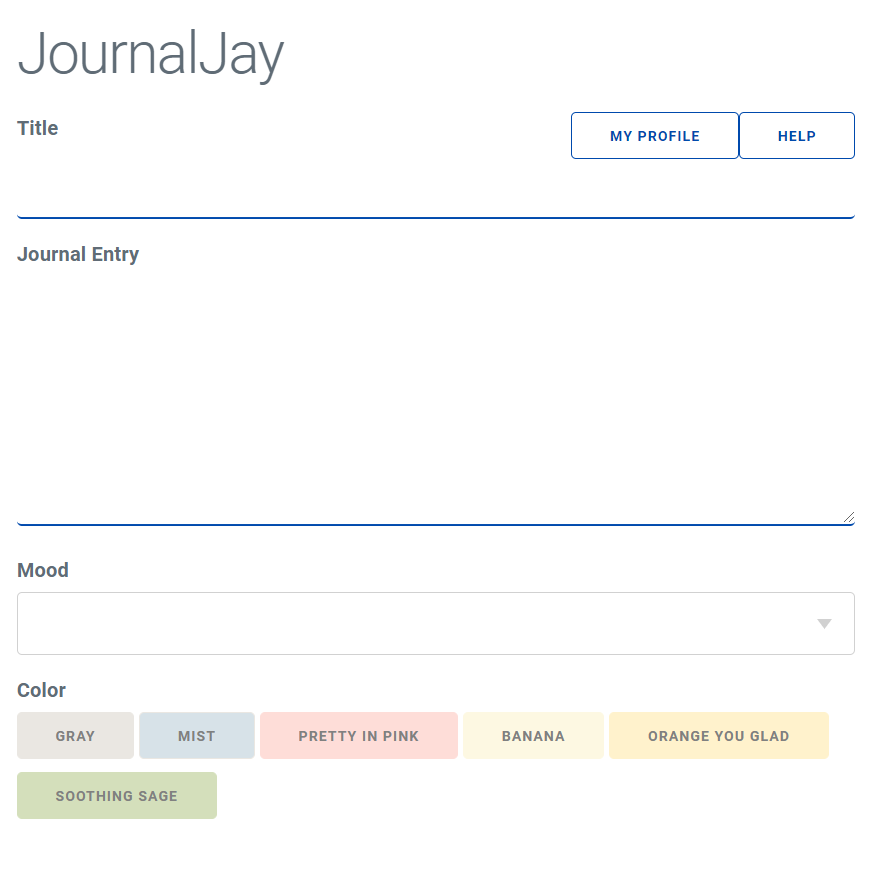 JournalJay
Title
MY PROFILE
HELP
Journal Entry
Mood
Color
GRAY
MIST
PRETTY IN PINK
BANANA
ORANGE YOU GLAD
SOOTHING SAGE